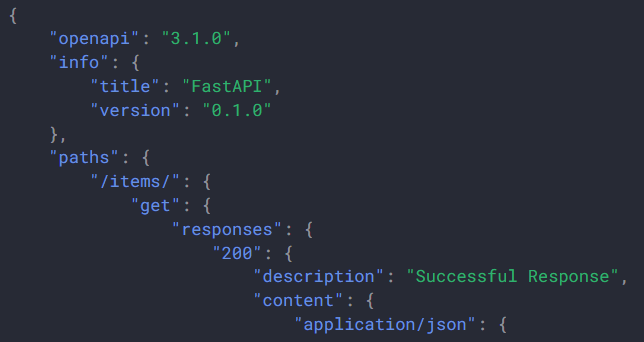 {
    "openapi": "3.1.0",
    "info": {
        "title": "FastAPI",
        "version": "0.1.0"
    },
    "paths": {
        "/items/": {
            "get": {
                "responses": {
                    "200": {
                        "description": "Successful Response",
                        "content": {
                            "application/json": {